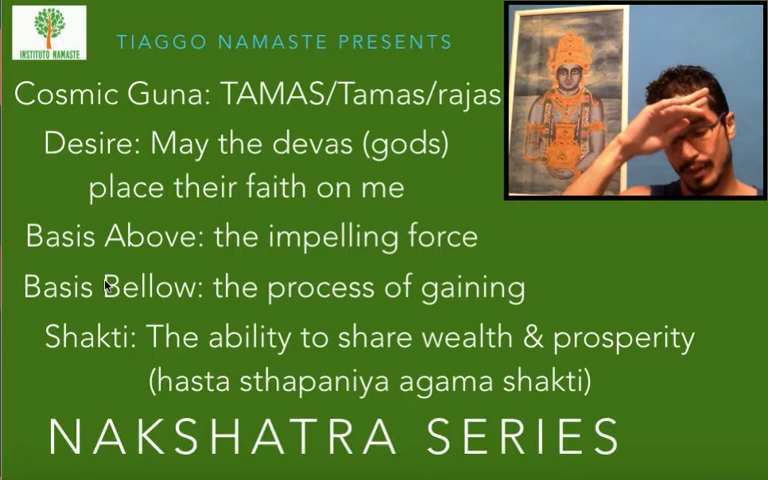 INSTITUTO NAMASTE
TIAGGO NAMASTE PRESENTS
Cosmic Guna: TAMAS/Tamas/rajas
Desire: May the devas (gods)
place their faith on me
Basis Above: the impelling force
Basis Bellow: the process of gaining
Shakti: The ability to share wealth & prosperity
(hasta sthapaniya agama shakti)
NAKSHATRA SERIES